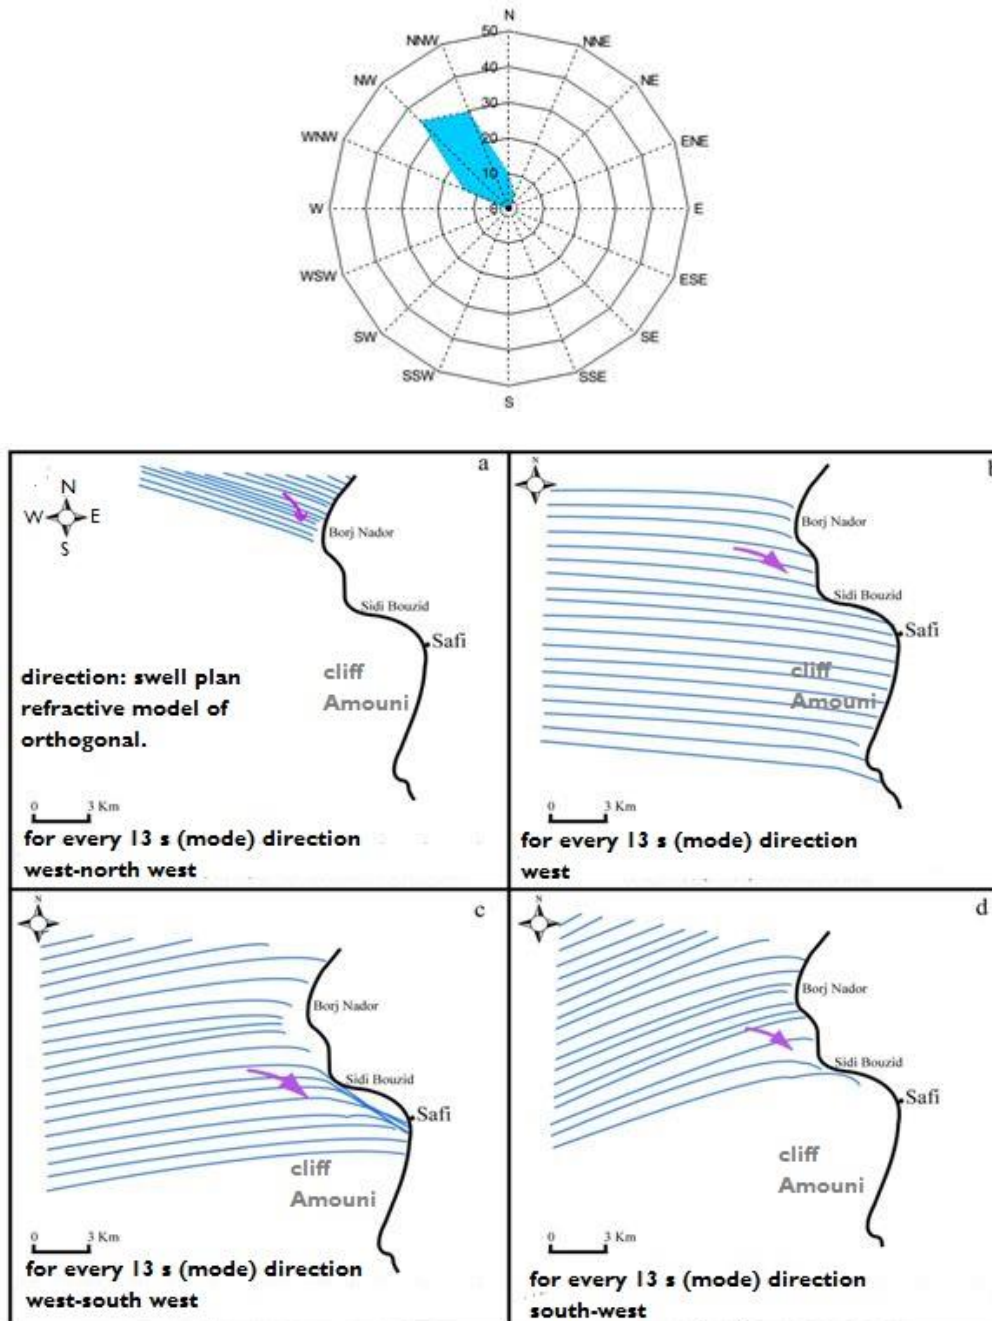 N
NNW
NNE
NW
NE
WNW
ENE
W
E
WSW
ESE
SW
SE
SSW
SSE
S
50
40
30
20
10
0
a
N
W E
S
Borj Nador
Sidi Bouzid
Safi
cliff
Amouni
direction: swell plan
refractive model of
orthogonal.
0 3 Km
for every 13 s (mode) direction
west-north west
b
N
Borj Nador
Sidi Bouzid
Safi
cliff
Amouni
for every 13 s (mode) direction
west
c
N
Borj Nador
Sidi Bouzid
Safi
cliff
Amouni
0 3 Km
for every 13 s (mode) direction
west-south west
d
N
Borj Nador
Sidi Bouzid
Safi
cliff
Amouni
0 3 Km
for every 13 s (mode) direction
south-west